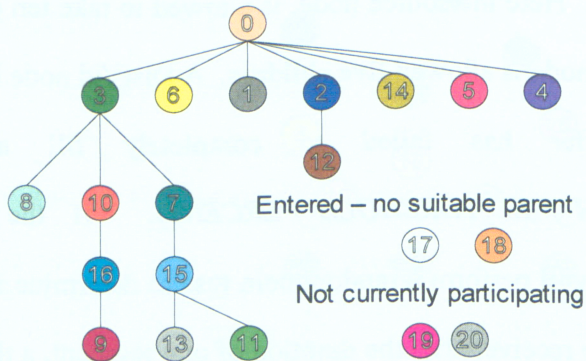 0
3 6 1 2 14 5 4
12
8 10 7
Entered – no suitable parent
17 18
16 15
Not currently participating
9 13 11 19 20